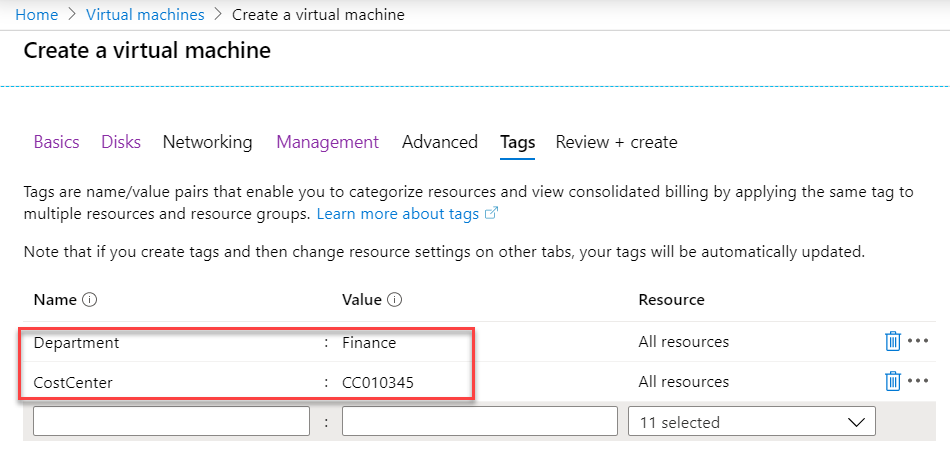 Home > Virtual machines > Create a virtual machine
Create a virtual machine
Basics Disks Networking Management Advanced Tags Review + create
Tags are name/value pairs that enable you to categorize resources and view consolidated billing by applying the same tag to
multiple resources and resource groups. Learn more about tags
Note that if you create tags and then change resource settings on other tabs, your tags will be automatically updated.
Name Value Resource
Department : Finance All resources
CostCenter : CC010345 All resources
: 11 selected